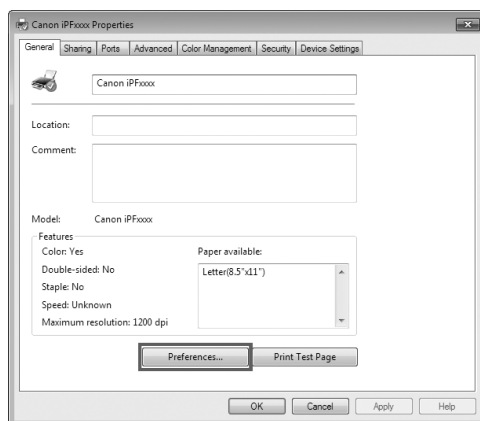 Canon iPFxxxx Properties
General Sharing Ports Advanced Color Management Security Device Settings
Canon iPFxxxx
Location:
Comment:
Model: Canon iPFxxxx
Features
Color: Yes
Paper available:
Double-sided: No
Letter(8.5"x11")
Staple: No
Speed: Unknown
Maximum resolution: 1200 dpi
Preferences... Print Test Page
OK Cancel Apply Help